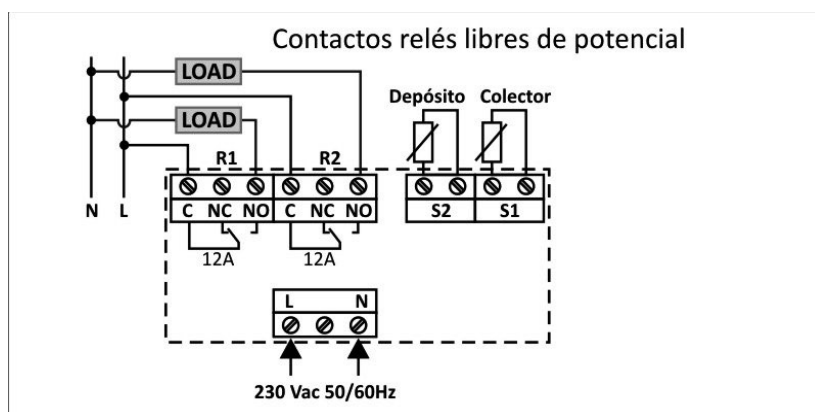 Contactos relés libres de potencial
LOAD
Depósito Colector
LOAD
R1 R2
N L
C NC NO C NC NO S2 S1
12A 12A
L N
230 Vac 50/60Hz